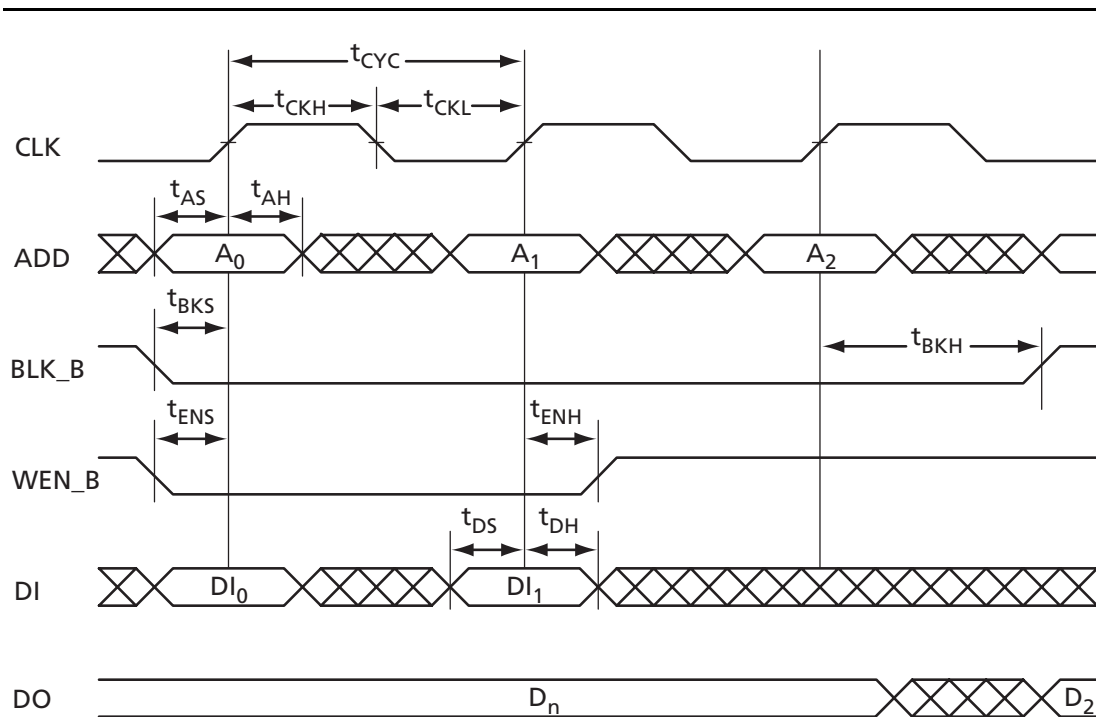 tCYC
tCKH tCKL
CLK
tAS tAH
ADD A0 A1 A2
tBKS
BLK_B tBKH
tENS tENH
WEN_B
tDS tDH
DI DI0 DI1
DO Dn D2